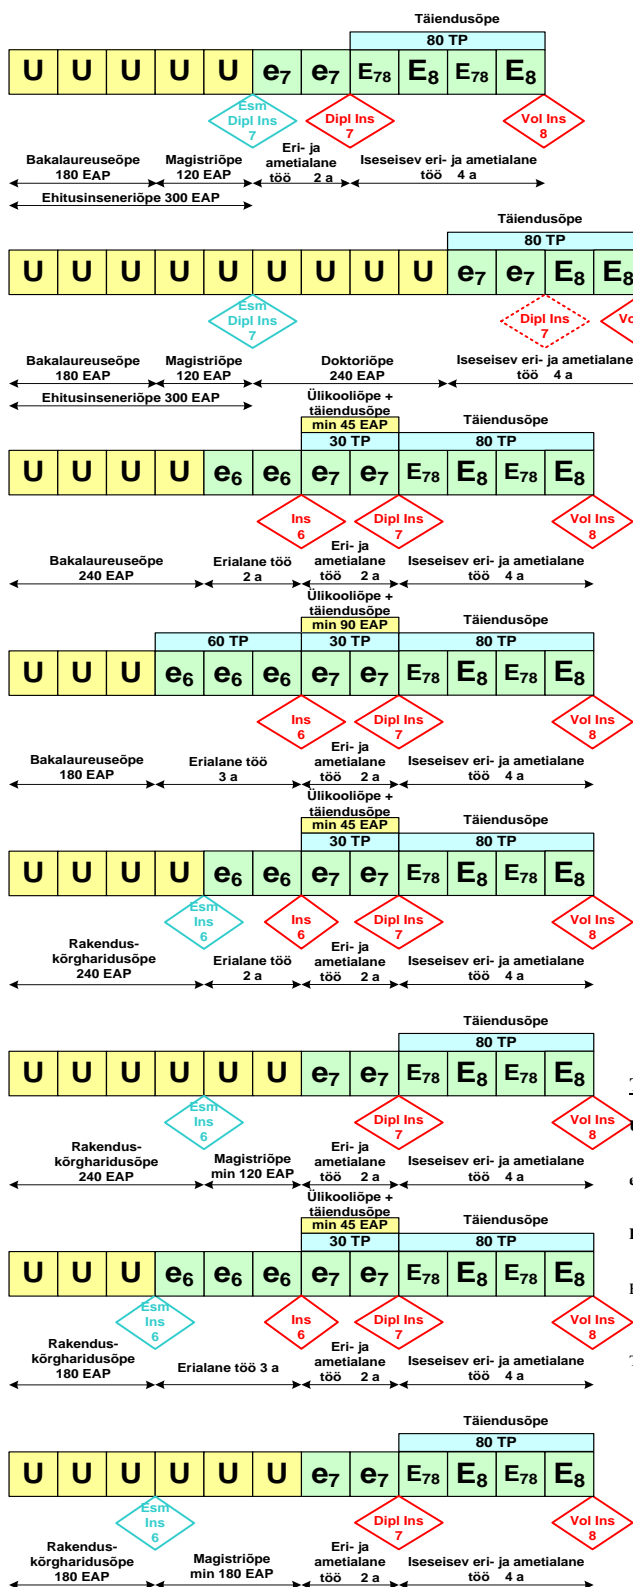 Täiendusõpe
80 TP
U U U U U e7 e7 E78 E8 E78 E8
Esm
Dipl Ins
7
Dipl Ins
7
Vol Ins
8
Bakalaureuseõpe
180 EAP
Magistriõpe
120 EAP
Eri- ja
ametialane
töö 2 a
Iseseisev eri- ja ametialane
töö 4 a
Ehitusinseneriõpe 300 EAP
Täiendusõpe
80 TP
U U U U U U U U U e7 e7 E8 E8
Esm
Dipl Ins
7
Dipl Ins
7
Bakalaureuseõpe
180 EAP
Magistriõpe
120 EAP
Doktoriõpe
240 EAP
Iseseisev eri- ja ametialane
töö 4 a
Ehitusinseneriõpe 300 EAP
Ülikooliõpe +
täiendusõpe
min 45 EAP
30 TP
Täiendusõpe
80 TP
U U U U e6 e6 e7 e7 E78 E8 E78 E8
Ins
6
Dipl Ins
7
Vol Ins
8
Bakalaureuseõpe
240 EAP
Erialane töö
2 a
Eri- ja
ametialane
töö 2 a
Iseseisev eri- ja ametialane
töö 4 a
Ülikooliõpe +
täiendusõpe
min 90 EAP
60 TP
30 TP
Täiendusõpe
80 TP
U U U e6 e6 e6 e7 e7 E78 E8 E78 E8
Ins
6
Dipl Ins
7
Vol Ins
8
Bakalaureuseõpe
180 EAP
Erialane töö
3 a
Eri- ja
ametialane
töö 2 a
Iseseisev eri- ja ametialane
töö 4 a
Ülikooliõpe +
täiendusõpe
min 45 EAP
30 TP
Täiendusõpe
80 TP
U U U U e6 e6 e7 e7 E78 E8 E78 E8
Esm
Ins
6
Ins
6
Dipl Ins
7
Vol Ins
8
Rakendus-
kõrgharidusõpe
240 EAP
Erialane töö
2 a
Eri- ja
ametialane
töö 2 a
Iseseisev eri- ja ametialane
töö 4 a
Täiendusõpe
80 TP
U U U U U U e7 e7 E78 E8 E78 E8
Esm
Ins
6
Dipl Ins
7
Vol Ins
8
Rakendus-
kõrgharidusõpe
240 EAP
Magistriõpe
min 120 EAP
Eri- ja
ametialane
töö 2 a
Iseseisev eri- ja ametialane
töö 4 a
Ülikooliõpe +
täiendusõpe
min 45 EAP
30 TP
Täiendusõpe
80 TP
U U U e6 e6 e6 e7 e7 E78 E8 E78 E8
Esm
Ins
6
Ins
6
Dipl Ins
7
Vol Ins
8
Rakendus-
kõrgharidusõpe
180 EAP
Erialane töö 3 a
Eri- ja
ametialane
töö 2 a
Iseseisev eri- ja ametialane
töö 4 a
Täiendusõpe
80 TP
U U U U U U e7 e7 E78 E8 E78 E8
Esm
Ins
6
Dipl Ins
7
Vol Ins
8
Rakendus-
kõrgharidusõpe
180 EAP
Magistriõpe
min 180 EAP
Eri- ja
ametialane
töö 2 a
Iseseisev eri- ja ametialane
töö 4 a